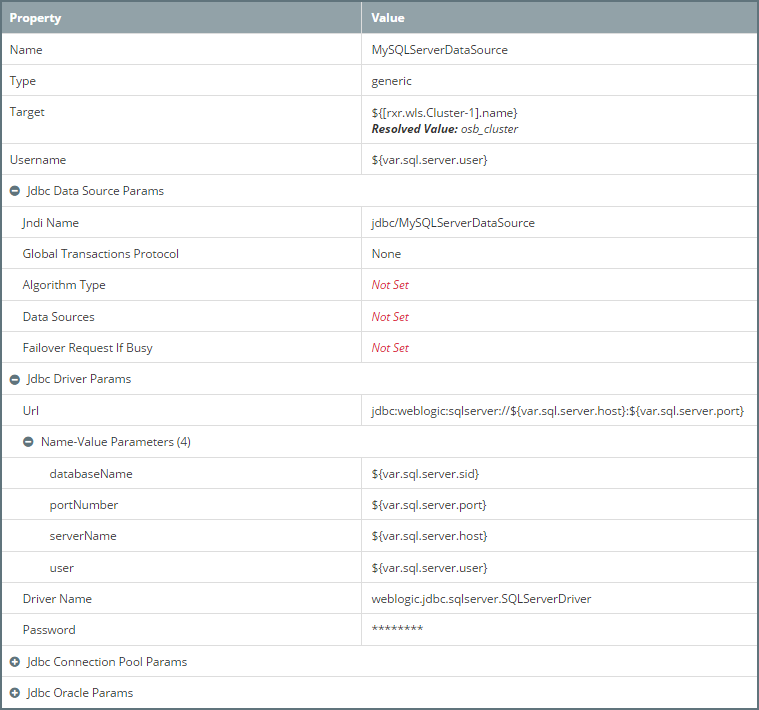 Property Value
Name MySQLServerDataSource
Type generic
Target ${[rxr.wls.Cluster-1].name}
Resolved Value: osb_cluster
Username ${var.sql.server.user}
Jdbc Data Source Params
Jndi Name jdbc/MySQLServerDataSource
Global Transactions Protocol None
Algorithm Type Not Set
Data Sources Not Set
Failover Request If Busy Not Set
Jdbc Driver Params
Url jdbc:weblogic:sqlserver://${var.sql.server.host}:${var.sql.server.port}
Name-Value Parameters (4)
databaseName ${var.sql.server.sid}
portNumber ${var.sql.server.port}
serverName ${var.sql.server.host}
user ${var.sql.server.user}
Driver Name weblogic.jdbc.sqlserver.SQLServerDriver
Password ********
Jdbc Connection Pool Params
Jdbc Oracle Params